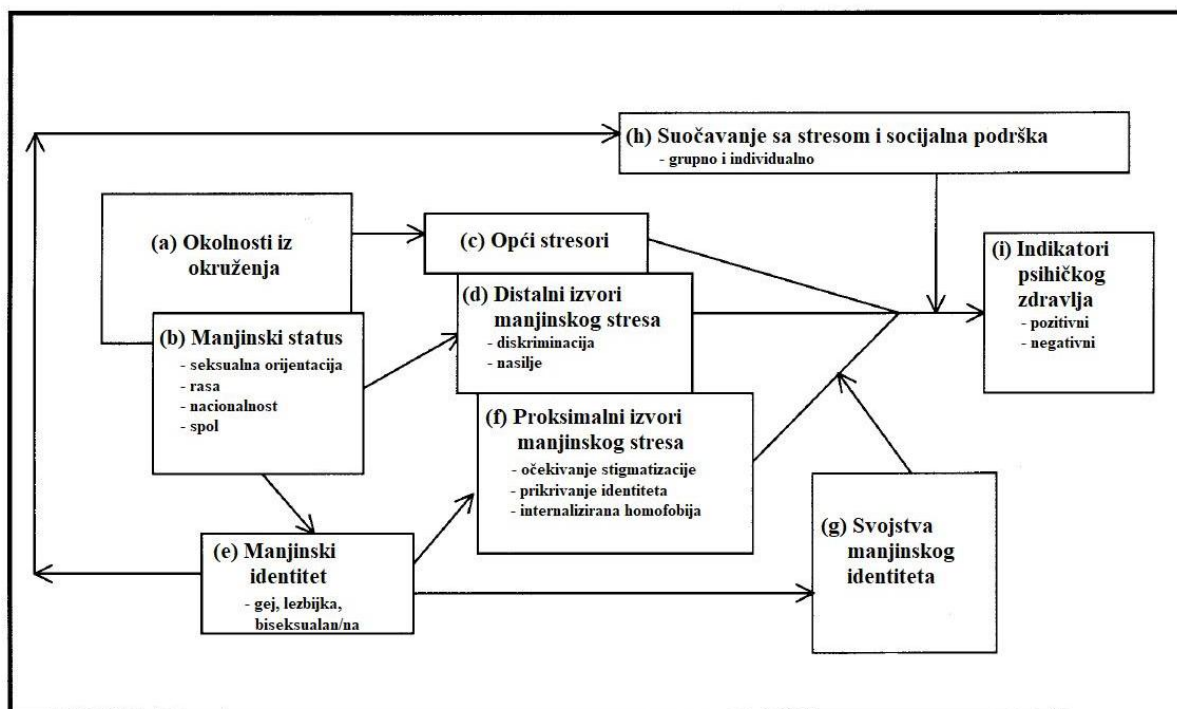 (h) Suočavanje sa stresom i socijalna podrška
- grupno i individualno
(a) Okolnosti iz
okruženja
(c) Opći stresori
(i) Indikatori
psihičkog
zdravlja
- pozitivni
- negativni
(d) Distalni izvori
manjinskog stresa
- diskriminacija
- nasilje
(b) Manjinski status
- seksualna orijentacija
- rasa
- nacionalnost
- spol
(f) Proksimalni izvori
manjinskog stresa
- očekivanje stigmatizacije
- prikrivanje identiteta
- internalizirana homofobija
(g) Svojstva
manjinskog
identiteta
(e) Manjinski
identitet
- gej, lezbijka,
biseksualan/na